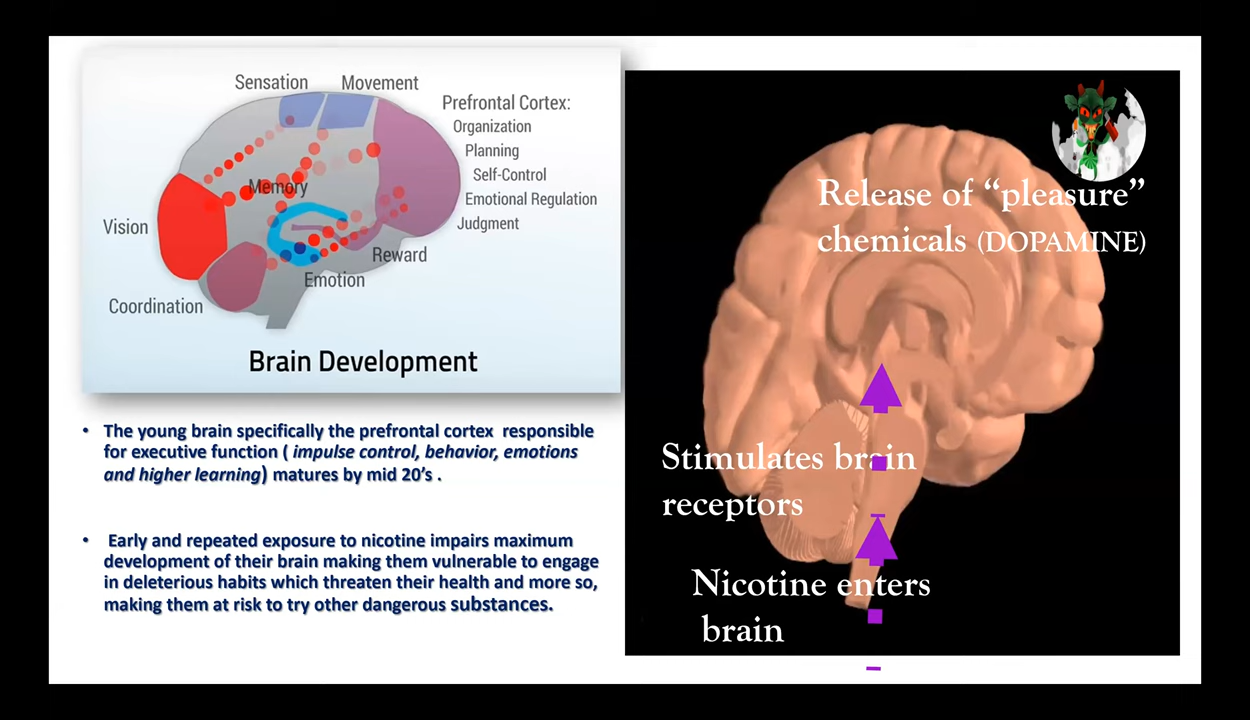 Sensation
Movement
Prefrontal Cortex:
Organization
Planning
Self-Control
Emotional Regulation
Judgment
Memory
Vision
Reward
Emotion
Coordination
Brain Development
• The young brain specifically the prefrontal cortex responsible
for executive function ( impulse control, behavior, emotions
and higher learning) matures by mid 20's .
• Early and repeated exposure to nicotine impairs maximum
development of their brain making them vulnerable to engage
in deleterious habits which threaten their health and more so,
making them at risk to try other dangerous substances.
Release of “pleasure”
chemicals (DOPAMINE)
Stimulates brain
receptors
Nicotine enters
brain